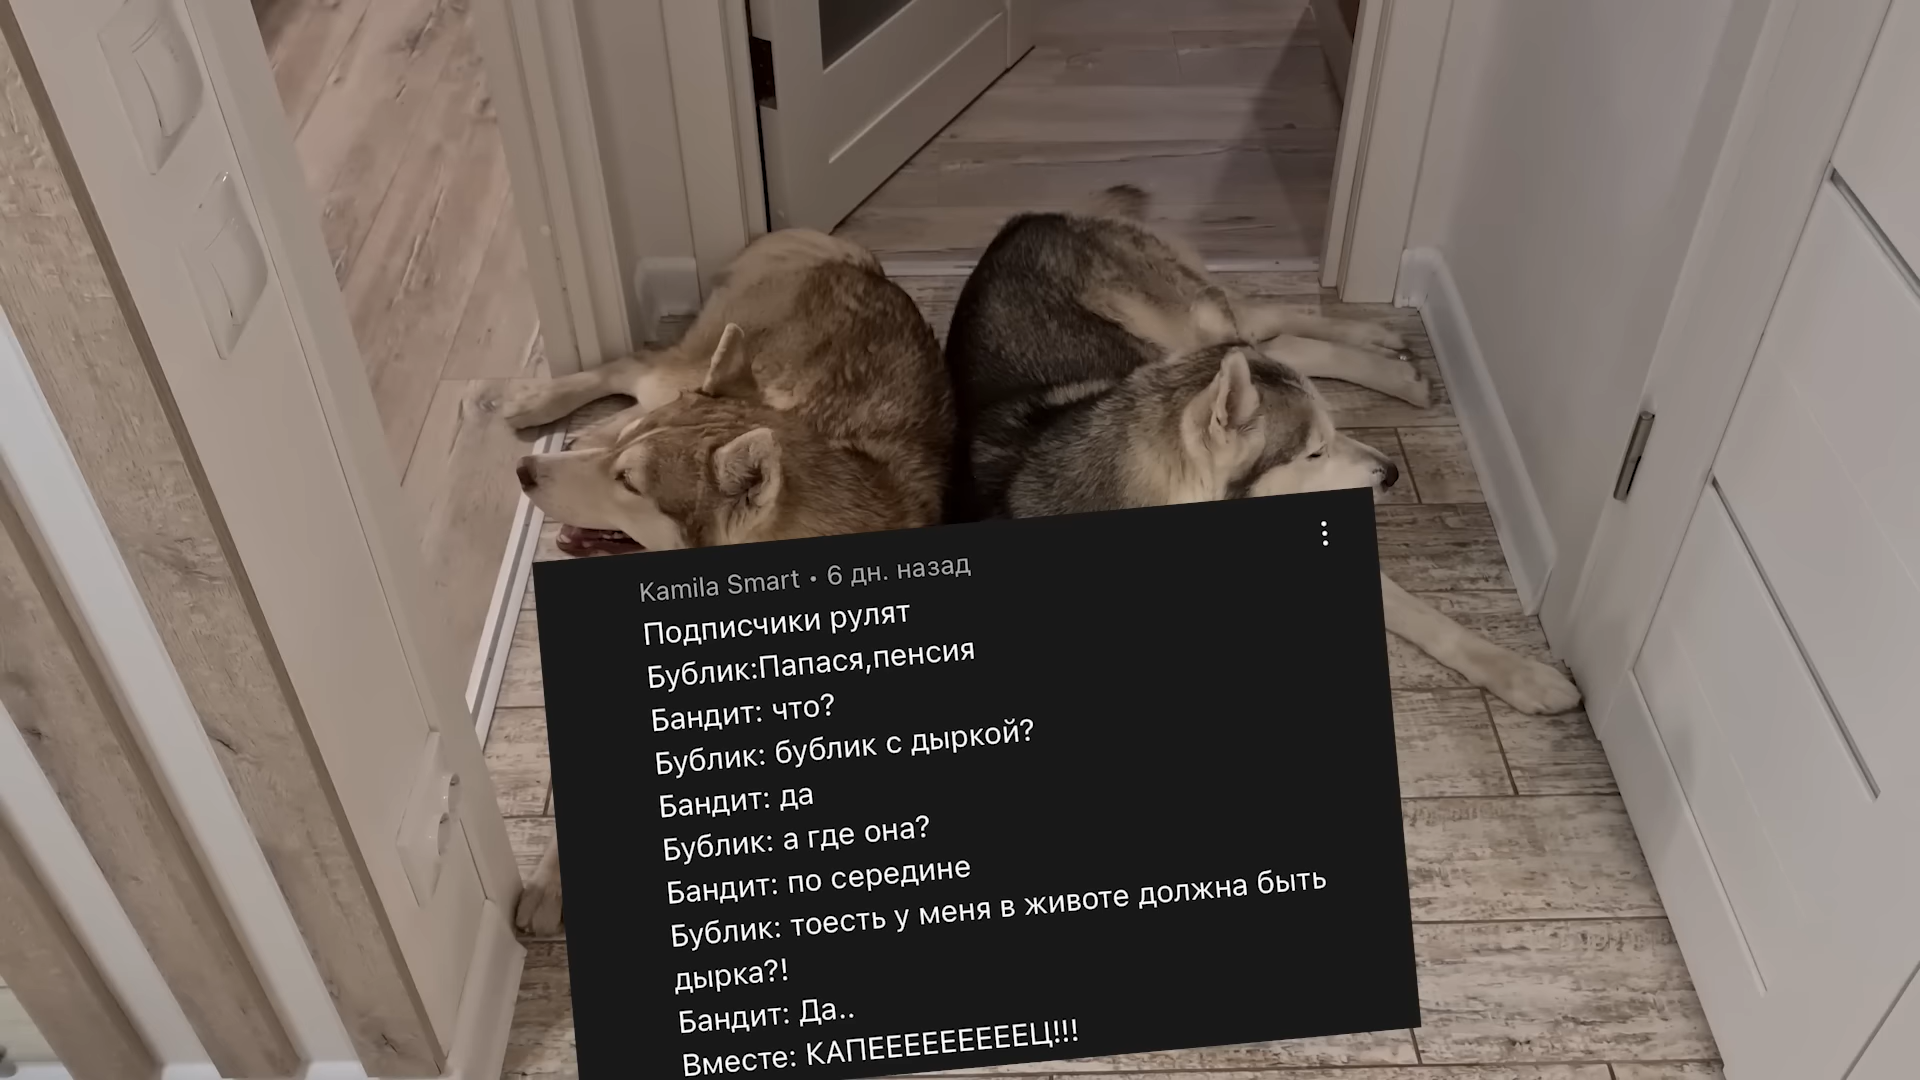 Kamila Smart • 6 дн. назад
Подписчики рулят
Бублик:Папася,пенсия
Бандит: что?
Бублик: бублик с дыркой?
Бандит: да
Бублик: а где она?
Бандит: по середине
Бублик: тоесть у меня в животе должна быть
дырка?!
Бандит: Да..
Вместе: КАПЕЕЕЕЕЕЕЕЕЦ!!!